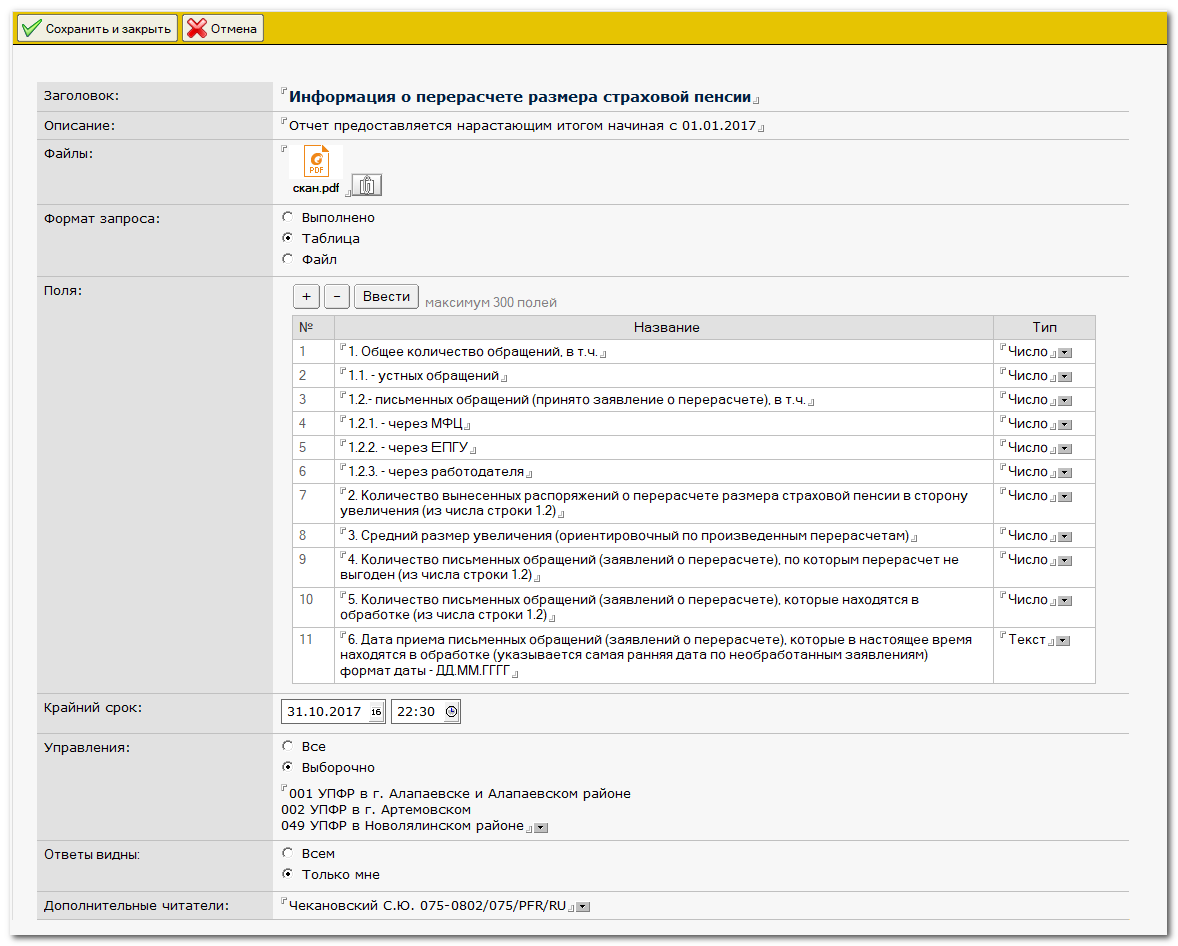 Сохранить и закрыть Отмена
Заголовок: Информация о перерасчете размера страховой пенсии
Описание: Отчет предоставляется нарастающим итогом начиная с 01.01.2017
Файлы:
PDF
скан.pdf
Формат запроса: Выполнено
Таблица
Файл
Поля:
+ - Ввести максимум 300 полей
№ Название Тип
1 1. Общее количество обращений, в т.ч. Число
2 1.1. - устных обращений Число
3 1.2.- письменных обращений (принято заявление о перерасчете), в т.ч. Число
4 1.2.1. - через МФЦ Число
5 1.2.2. - через ЕПГУ Число
6 1.2.3. - через работодателя Число
7 2. Количество вынесенных распоряжений о перерасчете размера страховой пенсии в сторону Число
увеличения (из числа строки 1.2)
8 3. Средний размер увеличения (ориентировочный по произведенным перерасчетам) Число
9 4. Количество письменных обращений (заявлений о перерасчете), по которым перерасчет не Число
выгоден (из числа строки 1.2)
10 5. Количество письменных обращений (заявлений о перерасчете), которые находятся в Число
обработке (из числа строки 1.2)
11 6. Дата приема письменных обращений (заявлений о перерасчете), которые в настоящее время Текст
находятся в обработке (указывается самая ранняя дата по необработанным заявлениям)
формат даты - ДД.ММ.ГГГГ
Крайний срок: 31.10.2017 16 22:30
Управления: Все
Выборочно
001 УПФР в г. Алапаевске и Алапаевском районе
002 УПФР в г. Артемовском
049 УПФР в Новолялинском районе
Ответы видны: Всем
Только мне
Дополнительные читатели: Чекановский С.Ю. 075-0802/075/PFR/RU